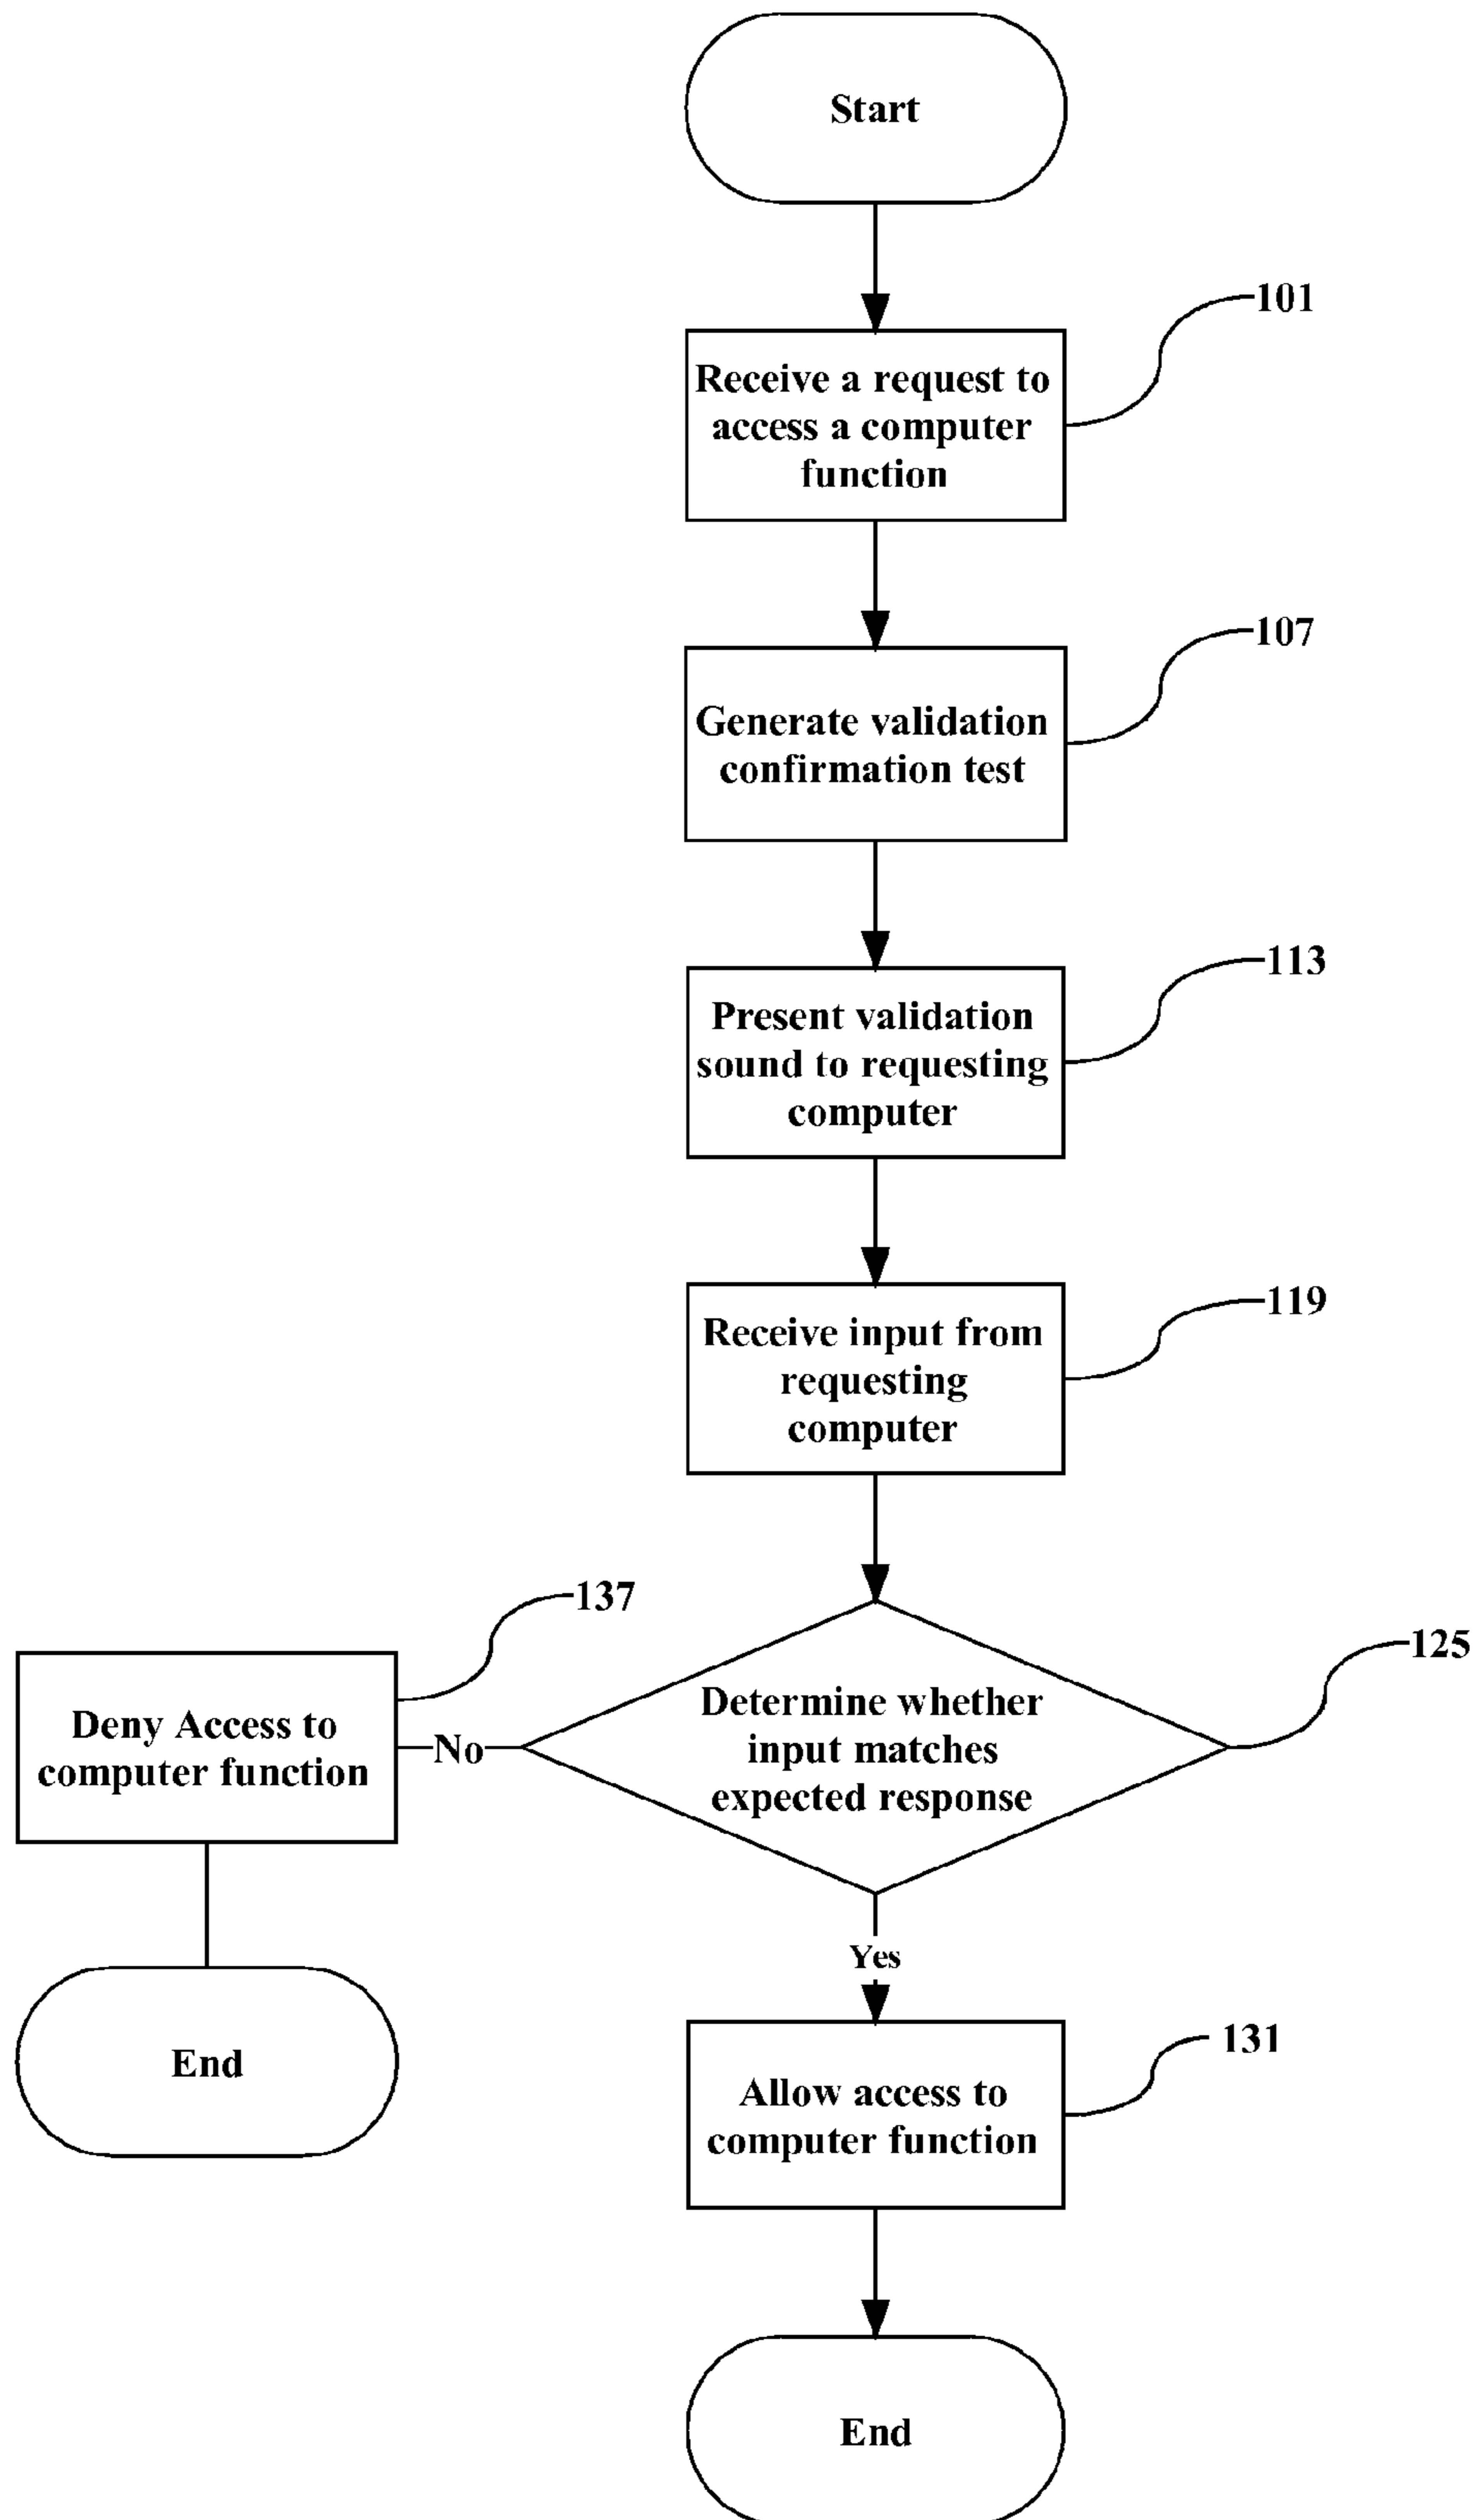 Start
101
Receive a request to
access a computer
function
107
Generate validation
confirmation test
113
Present validation
sound to requesting
computer
119
Receive input from
requesting
computer
137
125
Deny Access to
computer function
No
Determine whether
input matches
expected response
Yes
End
131
Allow access to
computer function
End